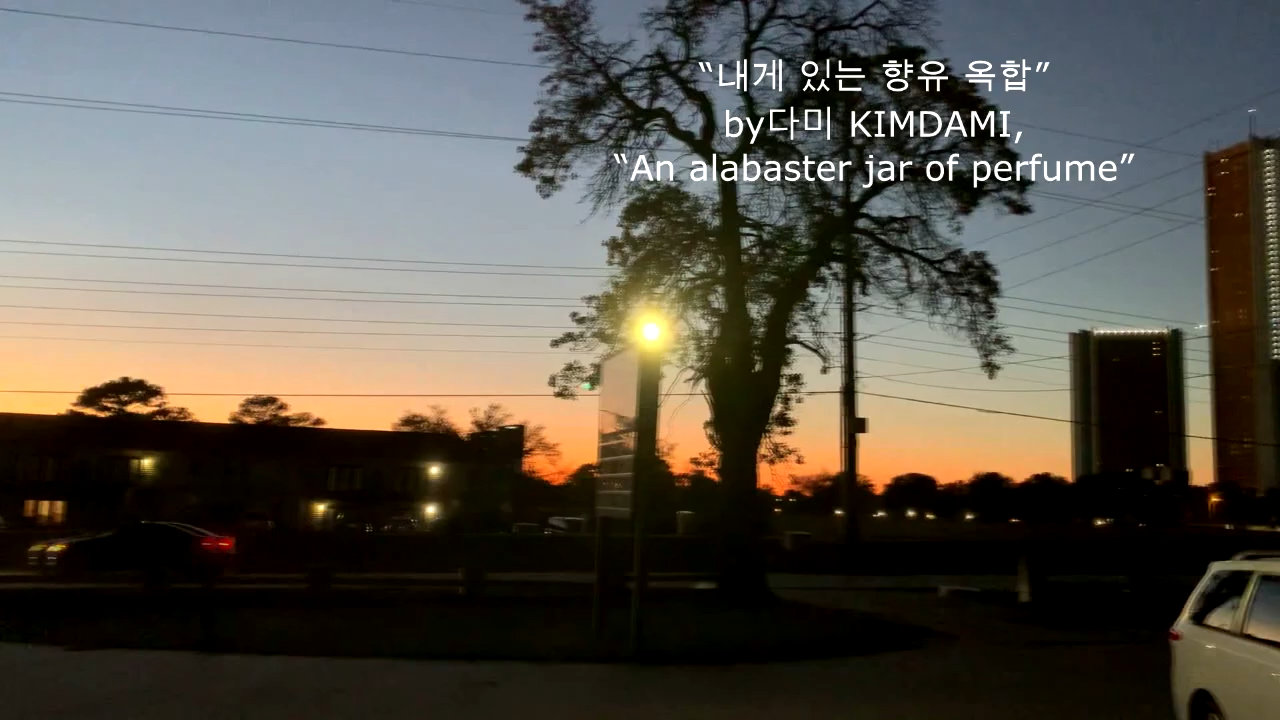 “내게 있는 향유 옥합”
by다미 KIMDAMI,
“An alabaster jar of perfume”